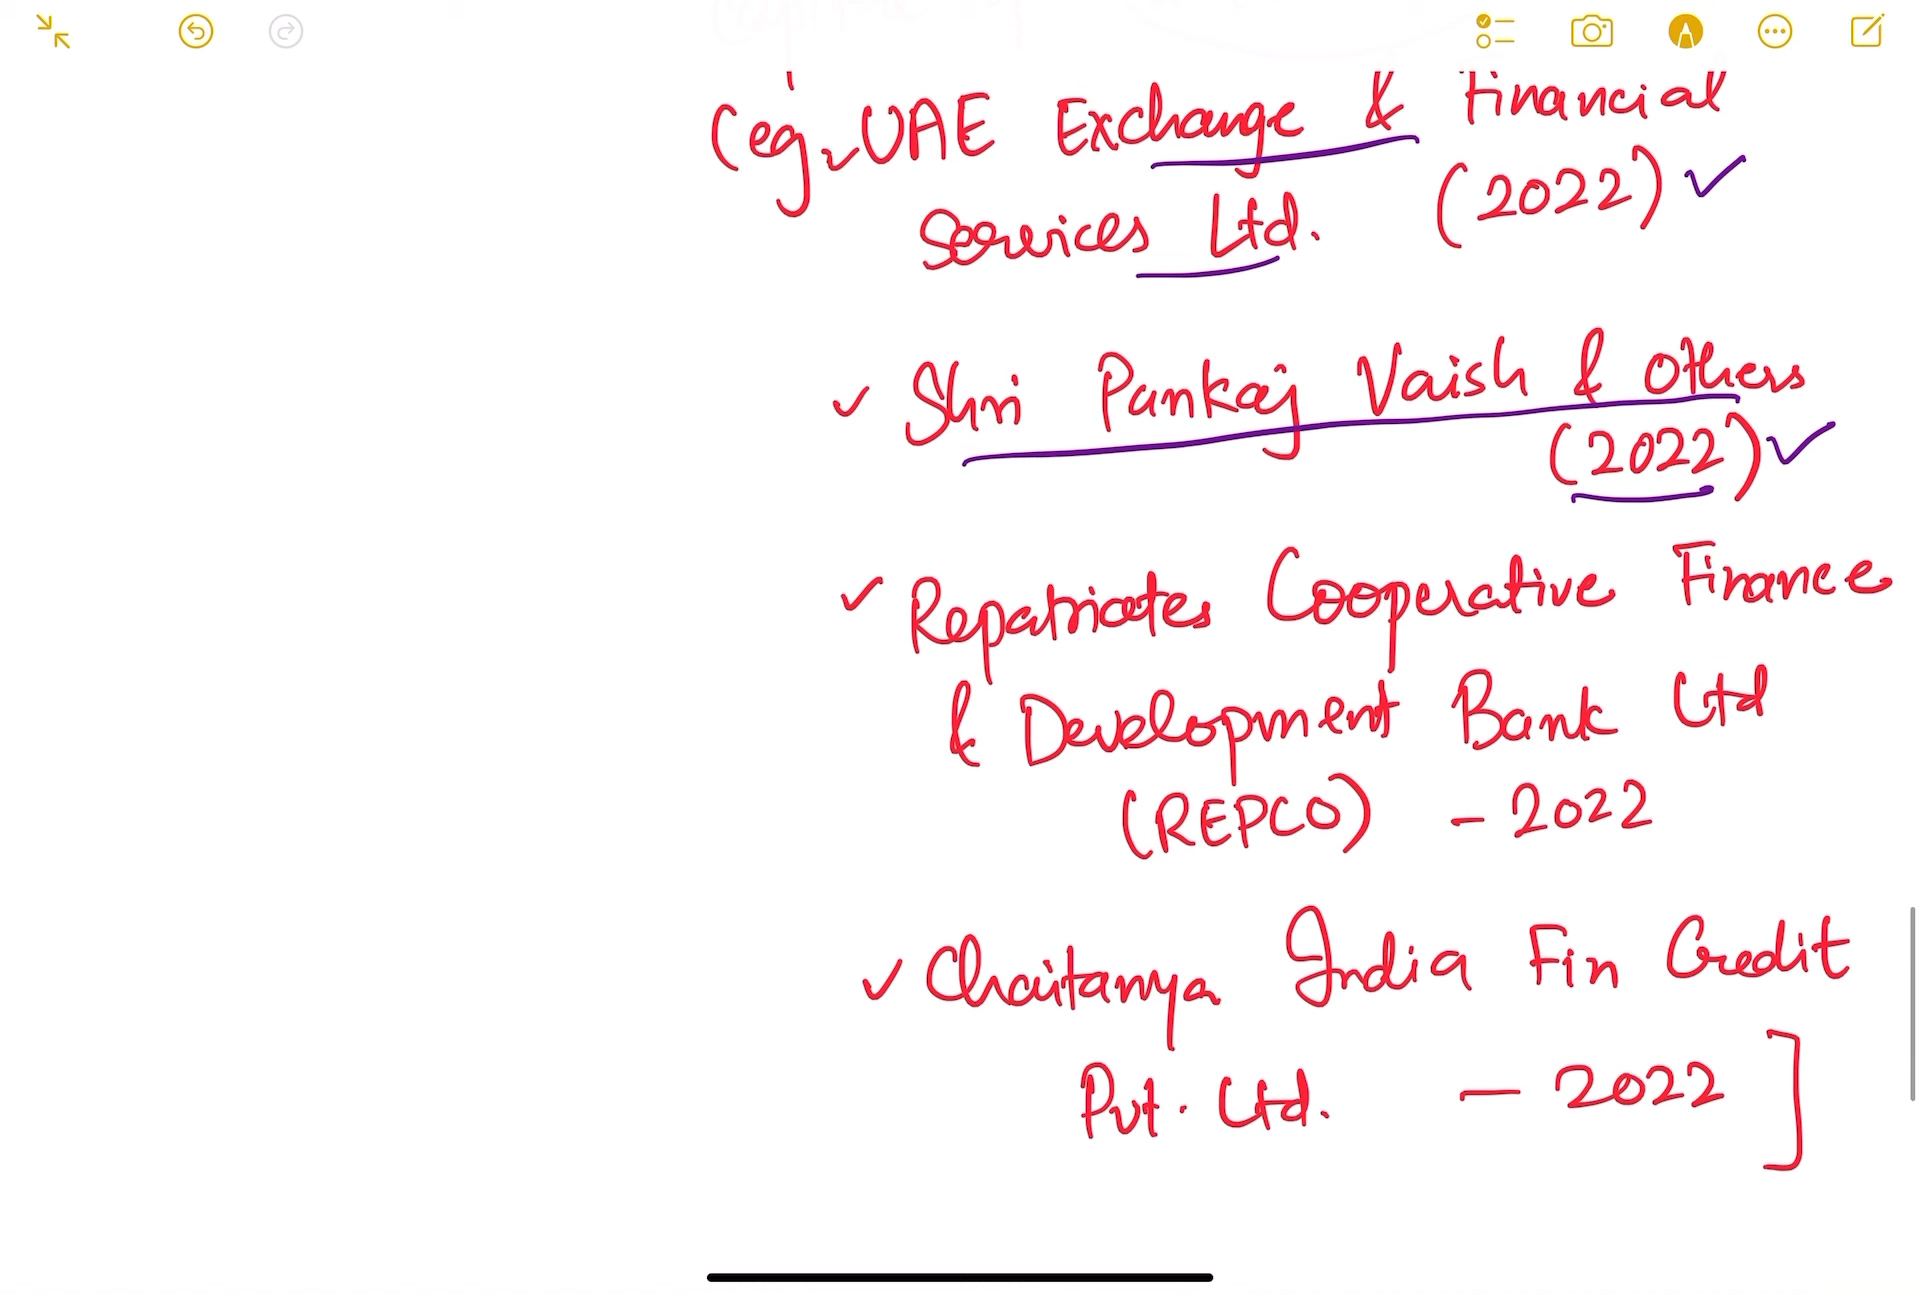 (eg, UAE Exchange & Financial
Services Ltd. (2022) ✓
✓ Shri Pankaj Vaish & Others
(2022) ✓
✓ Repatriates Cooperative Finance
& Development Bank Ltd
(REPCO) - 2022
✓ Chaitanya India Fin Credit
Pvt. Ltd. - 2022 ]